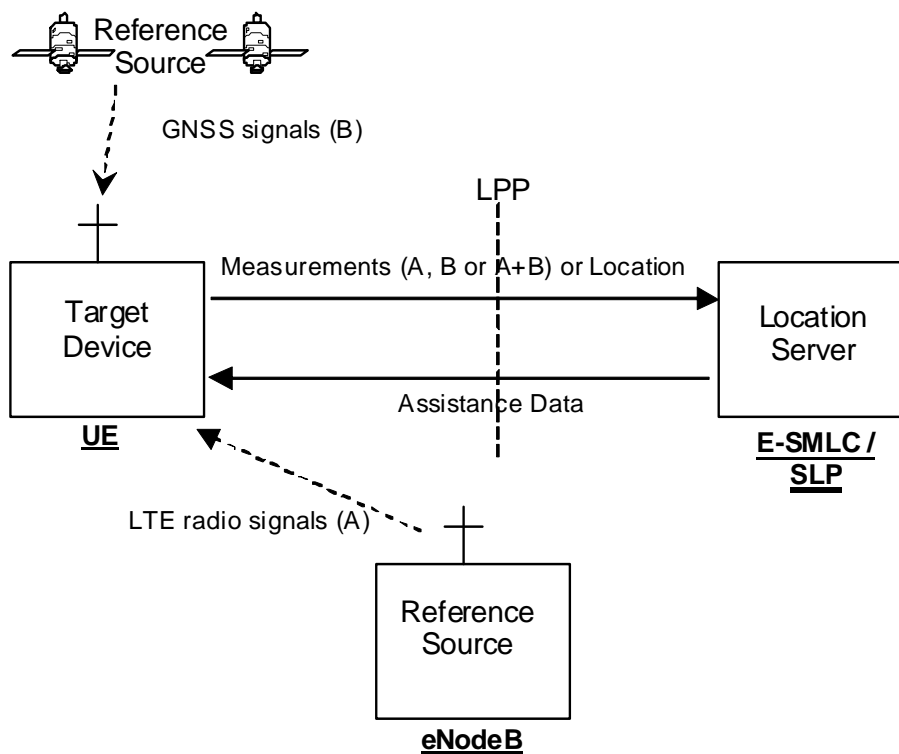 Reference
Source
GNSS signals (B)
LPP
Measurements (A, B or A+B) or Location
Target
Device
Location
Server
Assistance Data
UE
E-SMLC /
SLP
LTE radio signals (A)
Reference
Source
eNodeB